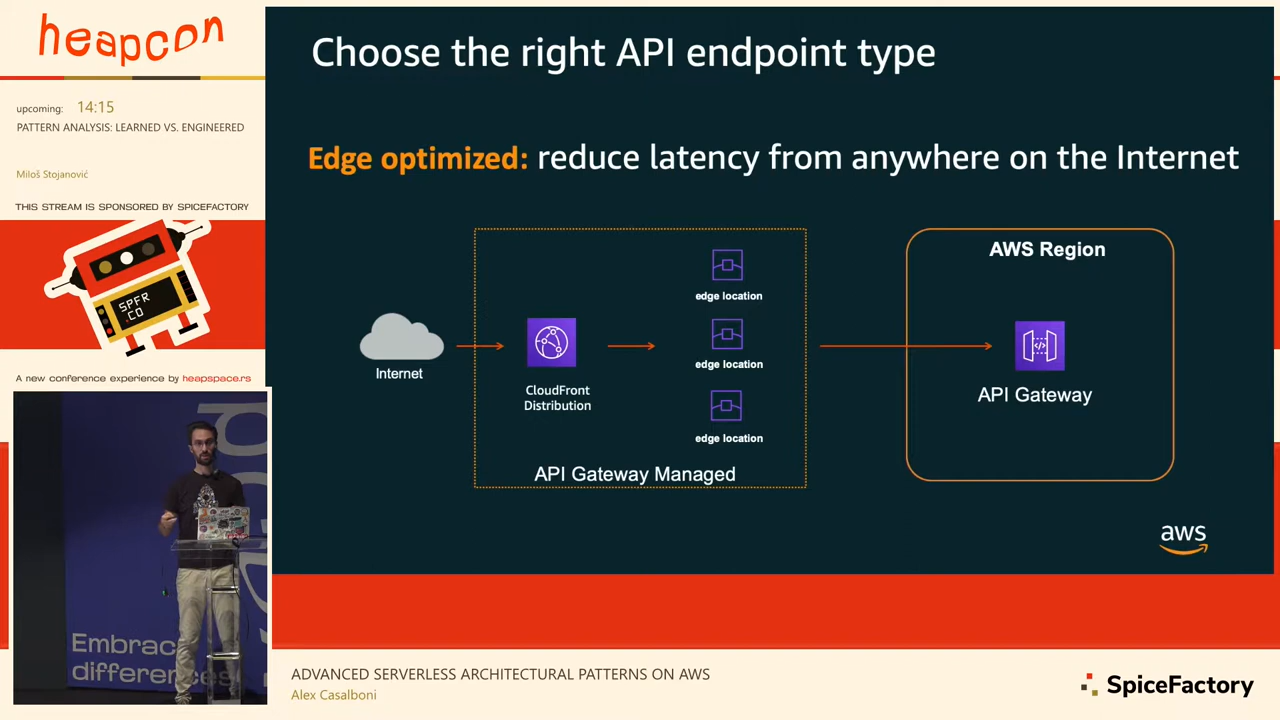 heapcon
upcoming: 14:15
PATTERN ANALYSIS: LEARNED VS. ENGINEERED
Miloš Stojanović
THIS STREAM IS SPONSORED BY SPICEFACTORY
SPFR
.CO
A new conference experience by heapspace.rs
Choose the right API endpoint type
Edge optimized: reduce latency from anywhere on the Internet
Internet
CloudFront
Distribution
edge location
edge location
edge location
API Gateway Managed
AWS Region
API Gateway
aws
Embrace
differences
ADVANCED SERVERLESS ARCHITECTURAL PATTERNS ON AWS
Alex Casalboni
SpiceFactory